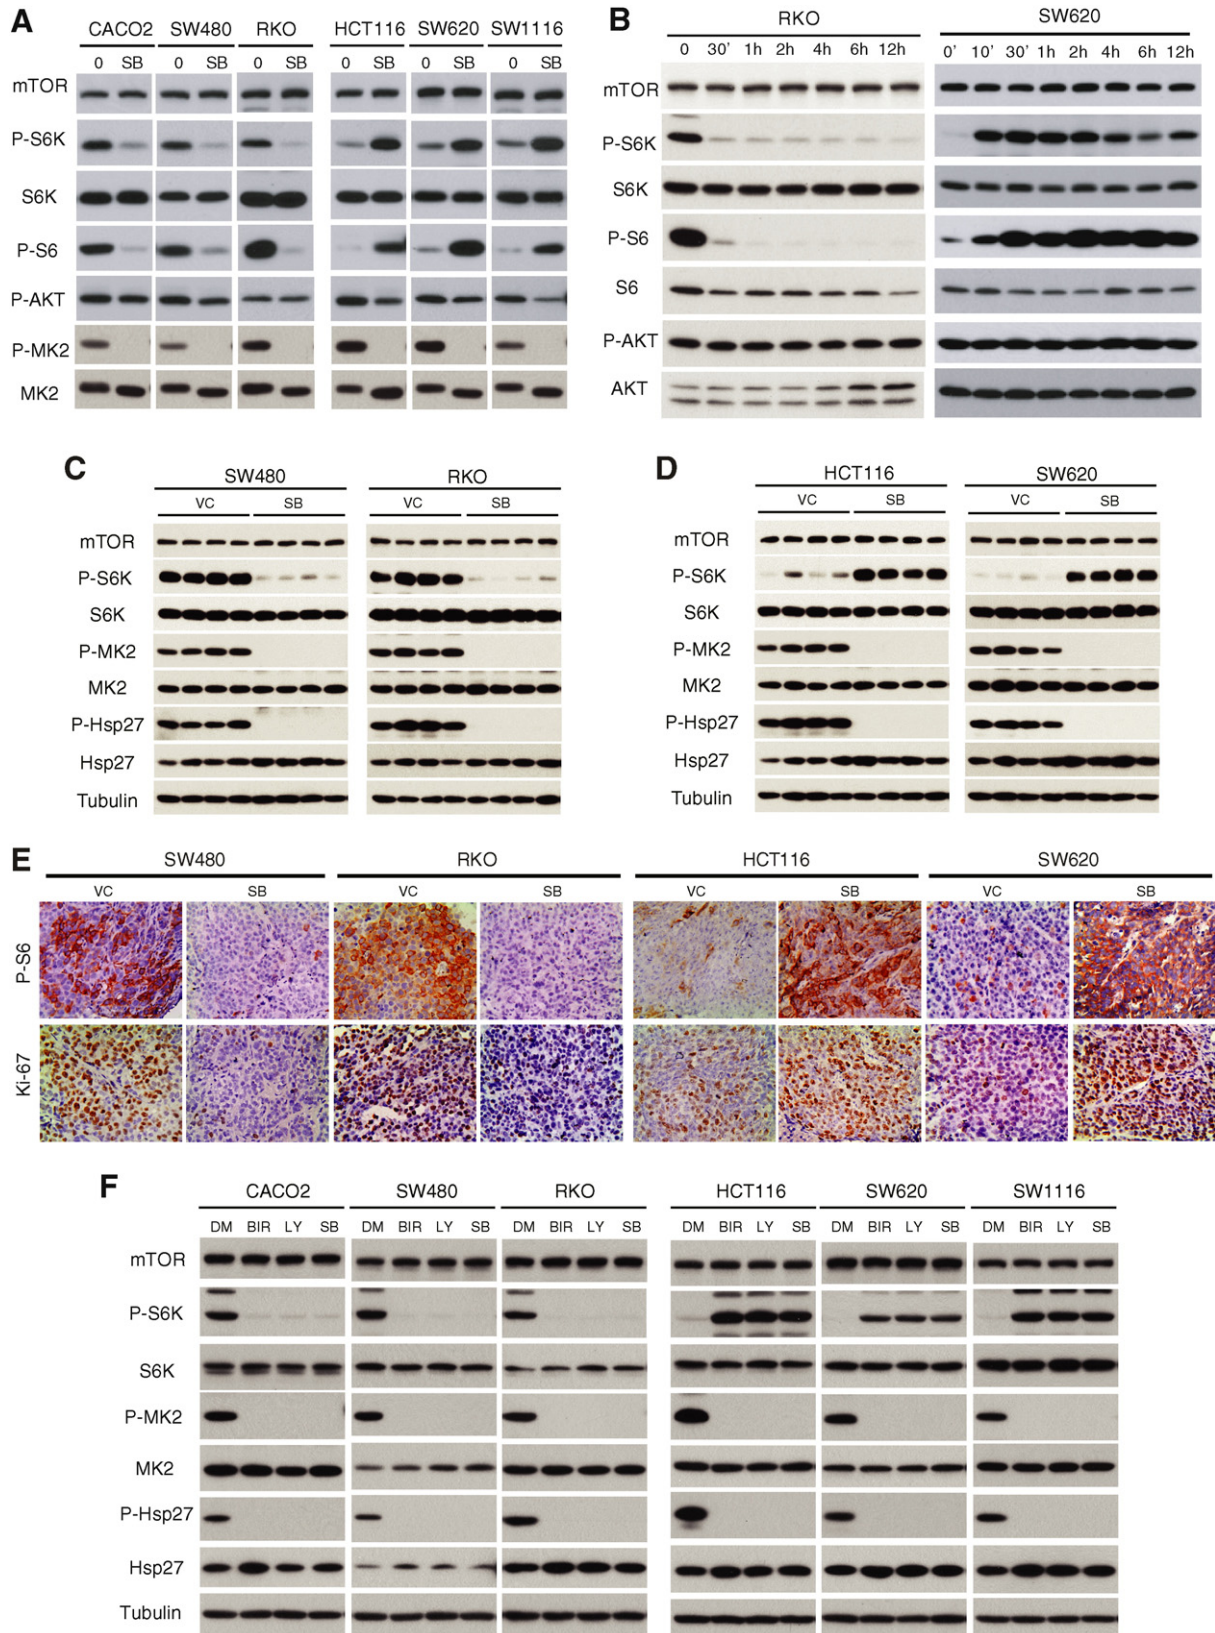 A
CACO2 SW480 RKO HCT116 SW620 SW1116
0 SB 0 SB 0 SB 0 SB 0 SB 0 SB
mTOR
P-S6K
S6K
P-S6
P-AKT
P-MK2
MK2
B
RKO SW620
0 30' 1h 2h 4h 6h 12h 0' 10' 30' 1h 2h 4h 6h 12h
mTOR
P-S6K
S6K
P-S6
S6
P-AKT
AKT
C
SW480 RKO
VC SB VC SB
mTOR
P-S6K
S6K
P-MK2
MK2
P-Hsp27
Hsp27
Tubulin
D
HCT116 SW620
VC SB VC SB
mTOR
P-S6K
S6K
P-MK2
MK2
P-Hsp27
Hsp27
Tubulin
E
SW480 RKO HCT116 SW620
VC SB VC SB VC SB VC SB
P-S6
Ki-67
F
CACO2 SW480 RKO HCT116 SW620 SW1116
DM BIR LY SB DM BIR LY SB DM BIR LY SB DM BIR LY SB DM BIR LY SB DM BIR LY SB
mTOR
P-S6K
S6K
P-MK2
MK2
P-Hsp27
Hsp27
Tubulin